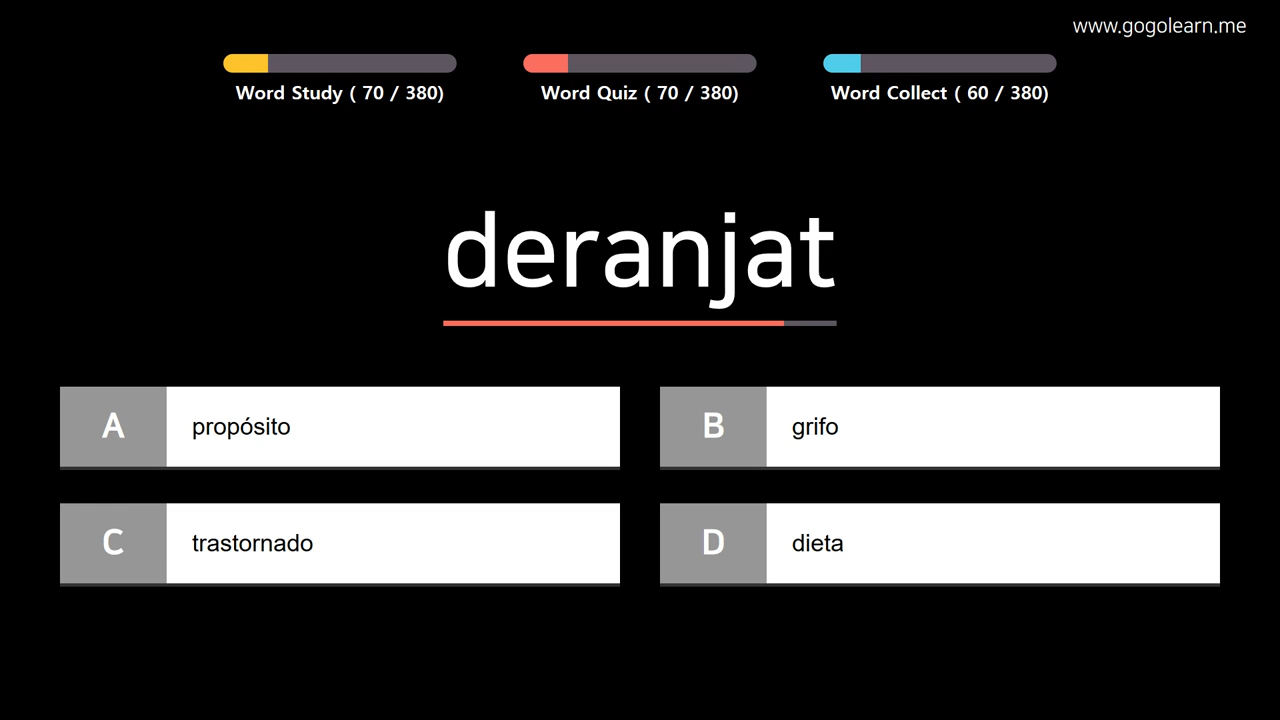 www.gogolearn.me
Word Study ( 70 / 380)
Word Quiz ( 70 / 380)
Word Collect ( 60 / 380)
deranjat
A propósito
B grifo
C trastornado
D dieta